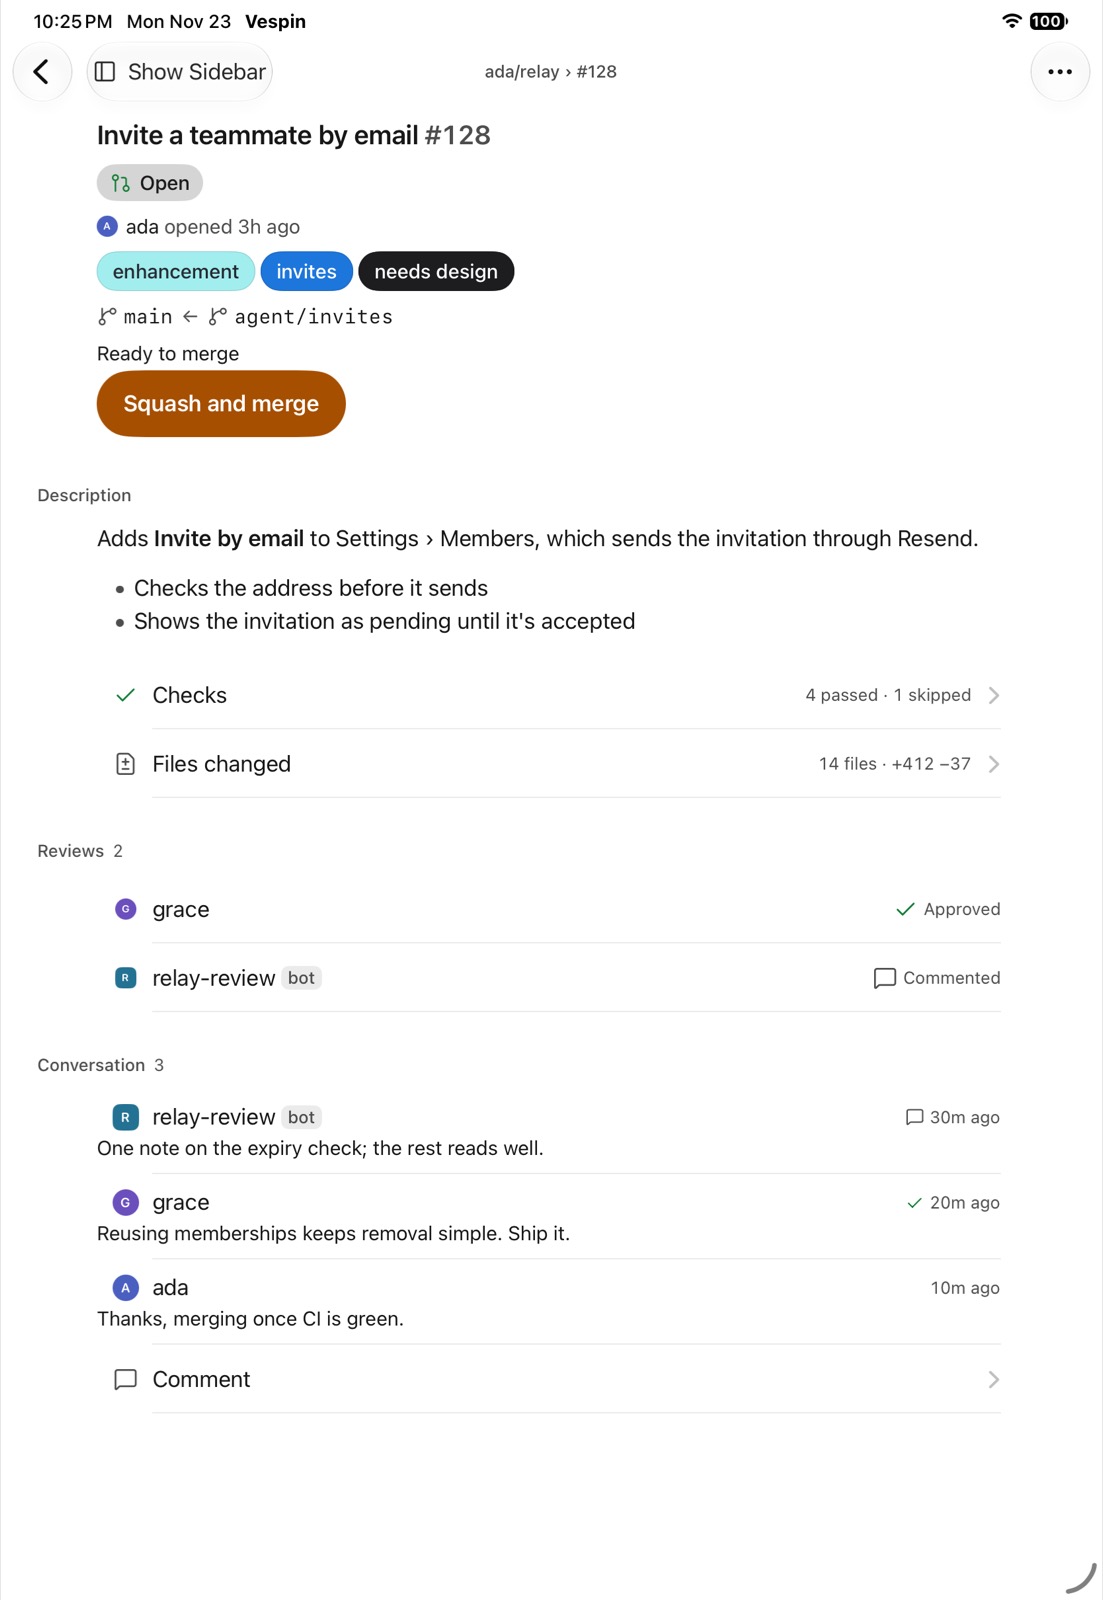 10:25 PM Mon Nov 23 Vespin
100
Show Sidebar
ada/relay › #128
Invite a teammate by email #128
Open
A ada opened 3h ago
enhancement invites needs design
main ← agent/invites
Ready to merge
Squash and merge
Description
Adds Invite by email to Settings › Members, which sends the invitation through Resend.
• Checks the address before it sends
• Shows the invitation as pending until it's accepted
Checks 4 passed · 1 skipped
Files changed 14 files · +412 −37
Reviews 2
G grace Approved
R relay-review bot Commented
Conversation 3
R relay-review bot 30m ago
One note on the expiry check; the rest reads well.
G grace 20m ago
Reusing memberships keeps removal simple. Ship it.
A ada 10m ago
Thanks, merging once CI is green.
Comment